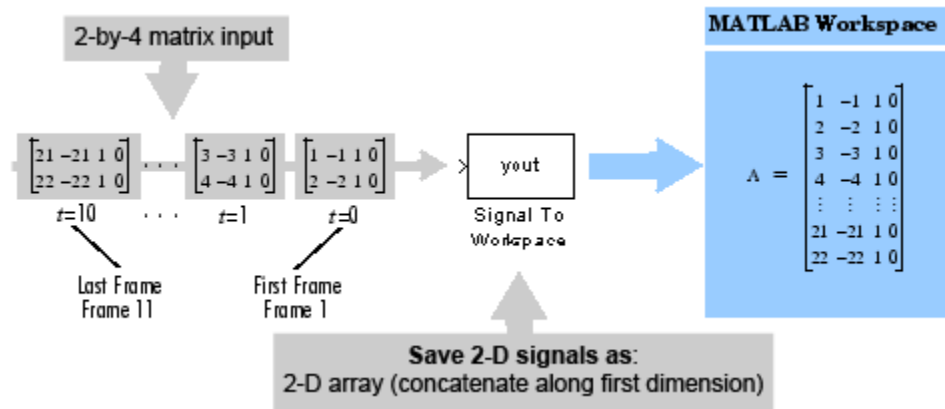 2-by-4 matrix input
MATLAB Workspace
[21 -21 1 0
22 -22 1 0]
. . .
[3 -3 1 0
4 -4 1 0]
[1 -1 1 0
2 -2 1 0]
t=10 . . . t=1 t=0
Last Frame
Frame 11
First Frame
Frame 1
yout
Signal To
Workspace
A =
[1 -1 1 0
2 -2 1 0
3 -3 1 0
4 -4 1 0
⋮ ⋮ ⋮ ⋮
21 -21 1 0
22 -22 1 0]
Save 2-D signals as:
2-D array (concatenate along first dimension)